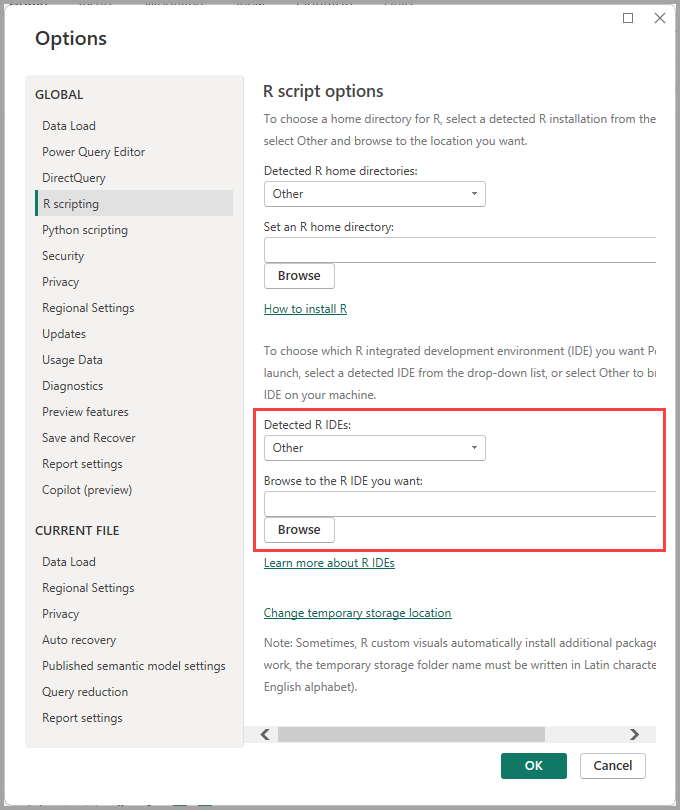 Options
GLOBAL
Data Load
Power Query Editor
DirectQuery
R scripting
Python scripting
Security
Privacy
Regional Settings
Updates
Usage Data
Diagnostics
Preview features
Save and Recover
Report settings
Copilot (preview)
CURRENT FILE
Data Load
Regional Settings
Privacy
Auto recovery
Published semantic model settings
Query reduction
Report settings
R script options
To choose a home directory for R, select a detected R installation from the
select Other and browse to the location you want.
Detected R home directories:
Other
Set an R home directory:
Browse
How to install R
To choose which R integrated development environment (IDE) you want
launch, select a detected IDE from the drop-down list, or select Other to
IDE on your machine.
Detected R IDEs:
Other
Browse to the R IDE you want:
Browse
Learn more about R IDEs
Change temporary storage location
Note: Sometimes, R custom visuals automatically install additional
work, the temporary storage folder name must be written in Latin
English alphabet).
OK
Cancel